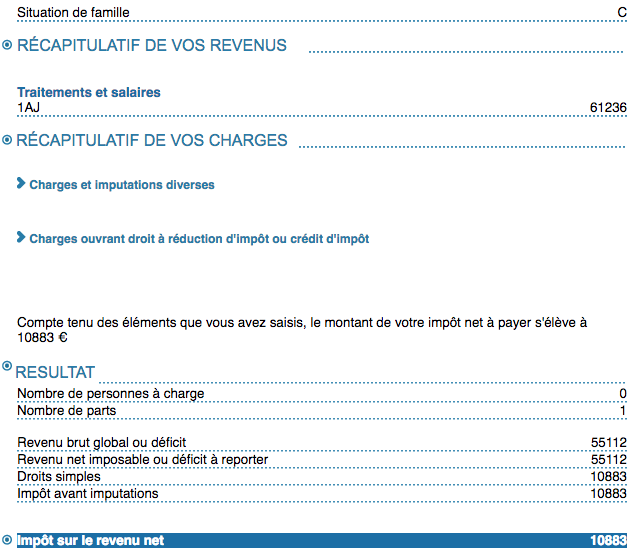 Situation de famille C
RÉCAPITULATIF DE VOS REVENUS
Traitements et salaires
1AJ 61236
RÉCAPITULATIF DE VOS CHARGES
Charges et imputations diverses
Charges ouvrant droit à réduction d'impôt ou crédit d'impôt
Compte tenu des éléments que vous avez saisis, le montant de votre impôt net à payer s'élève à
10883 €
RESULTAT
Nombre de personnes à charge 0
Nombre de parts 1
Revenu brut global ou déficit 55112
Revenu net imposable ou déficit à reporter 55112
Droits simples 10883
Impôt avant imputations 10883
Impôt sur le revenu net 10883